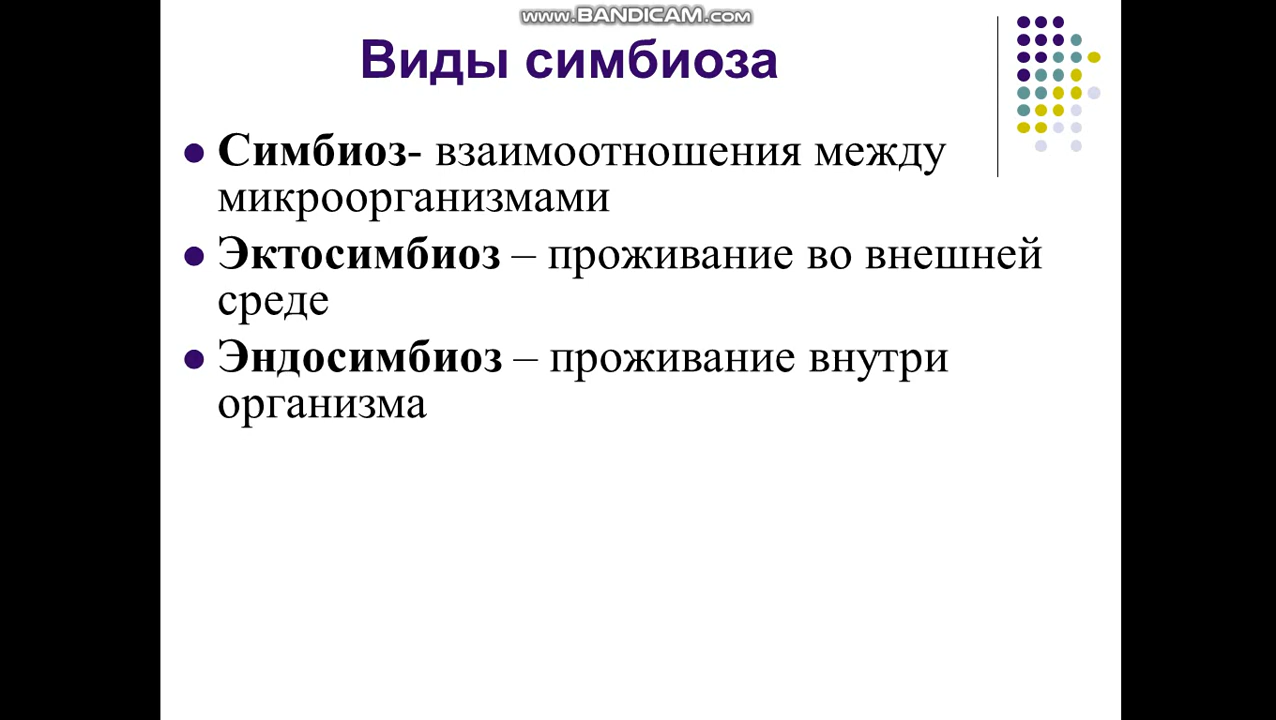 www.BANDICAM.com
Виды симбиоза
Симбиоз- взаимоотношения между
микроорганизмами
Эктосимбиоз – проживание во внешней
среде
Эндосимбиоз – проживание внутри
организма